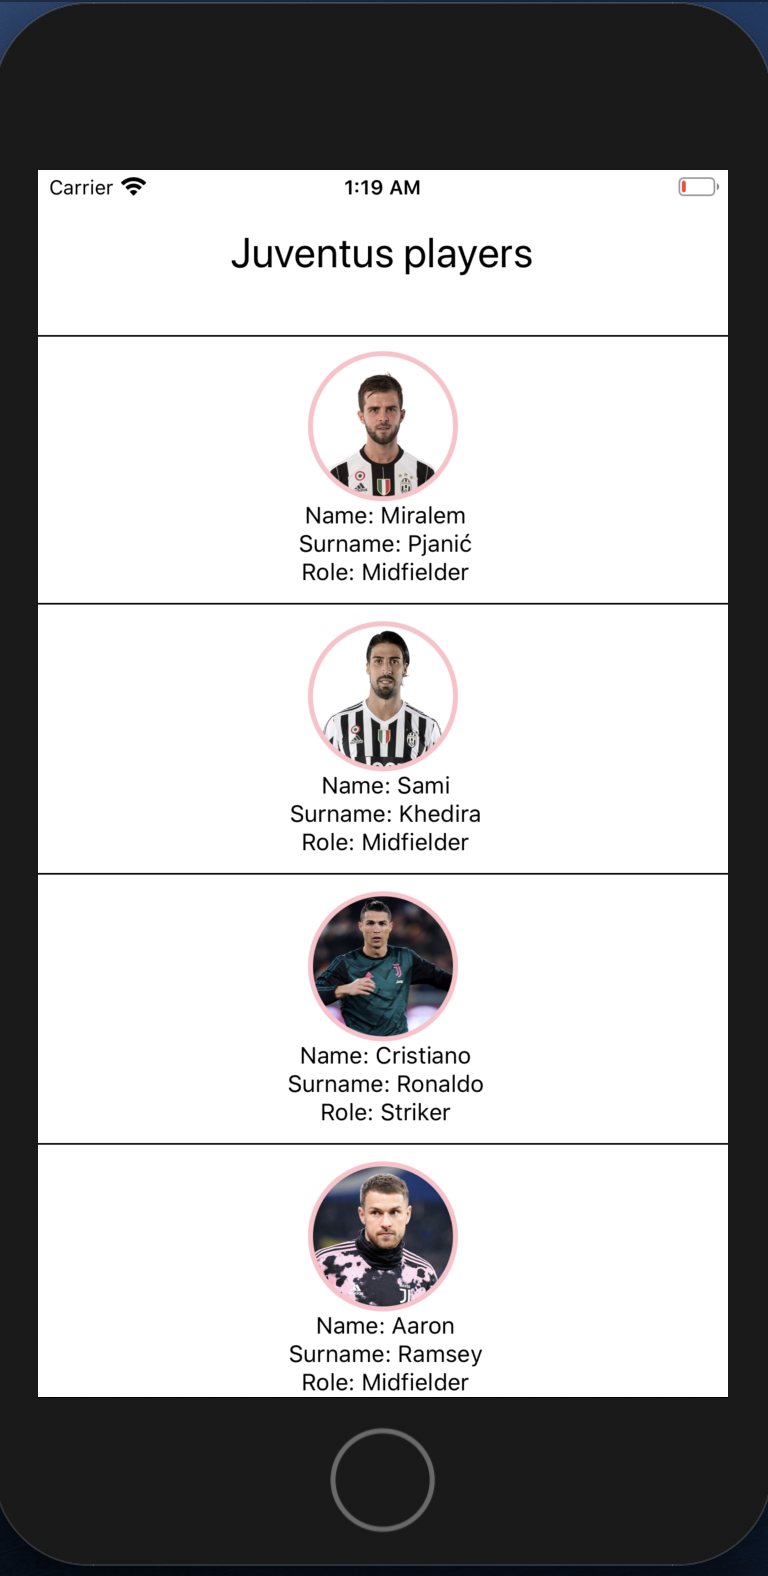 Carrier 1:19 AM
Juventus players
Name: Miralem
Surname: Pjanić
Role: Midfielder
Name: Sami
Surname: Khedira
Role: Midfielder
Name: Cristiano
Surname: Ronaldo
Role: Striker
Name: Aaron
Surname: Ramsey
Role: Midfielder